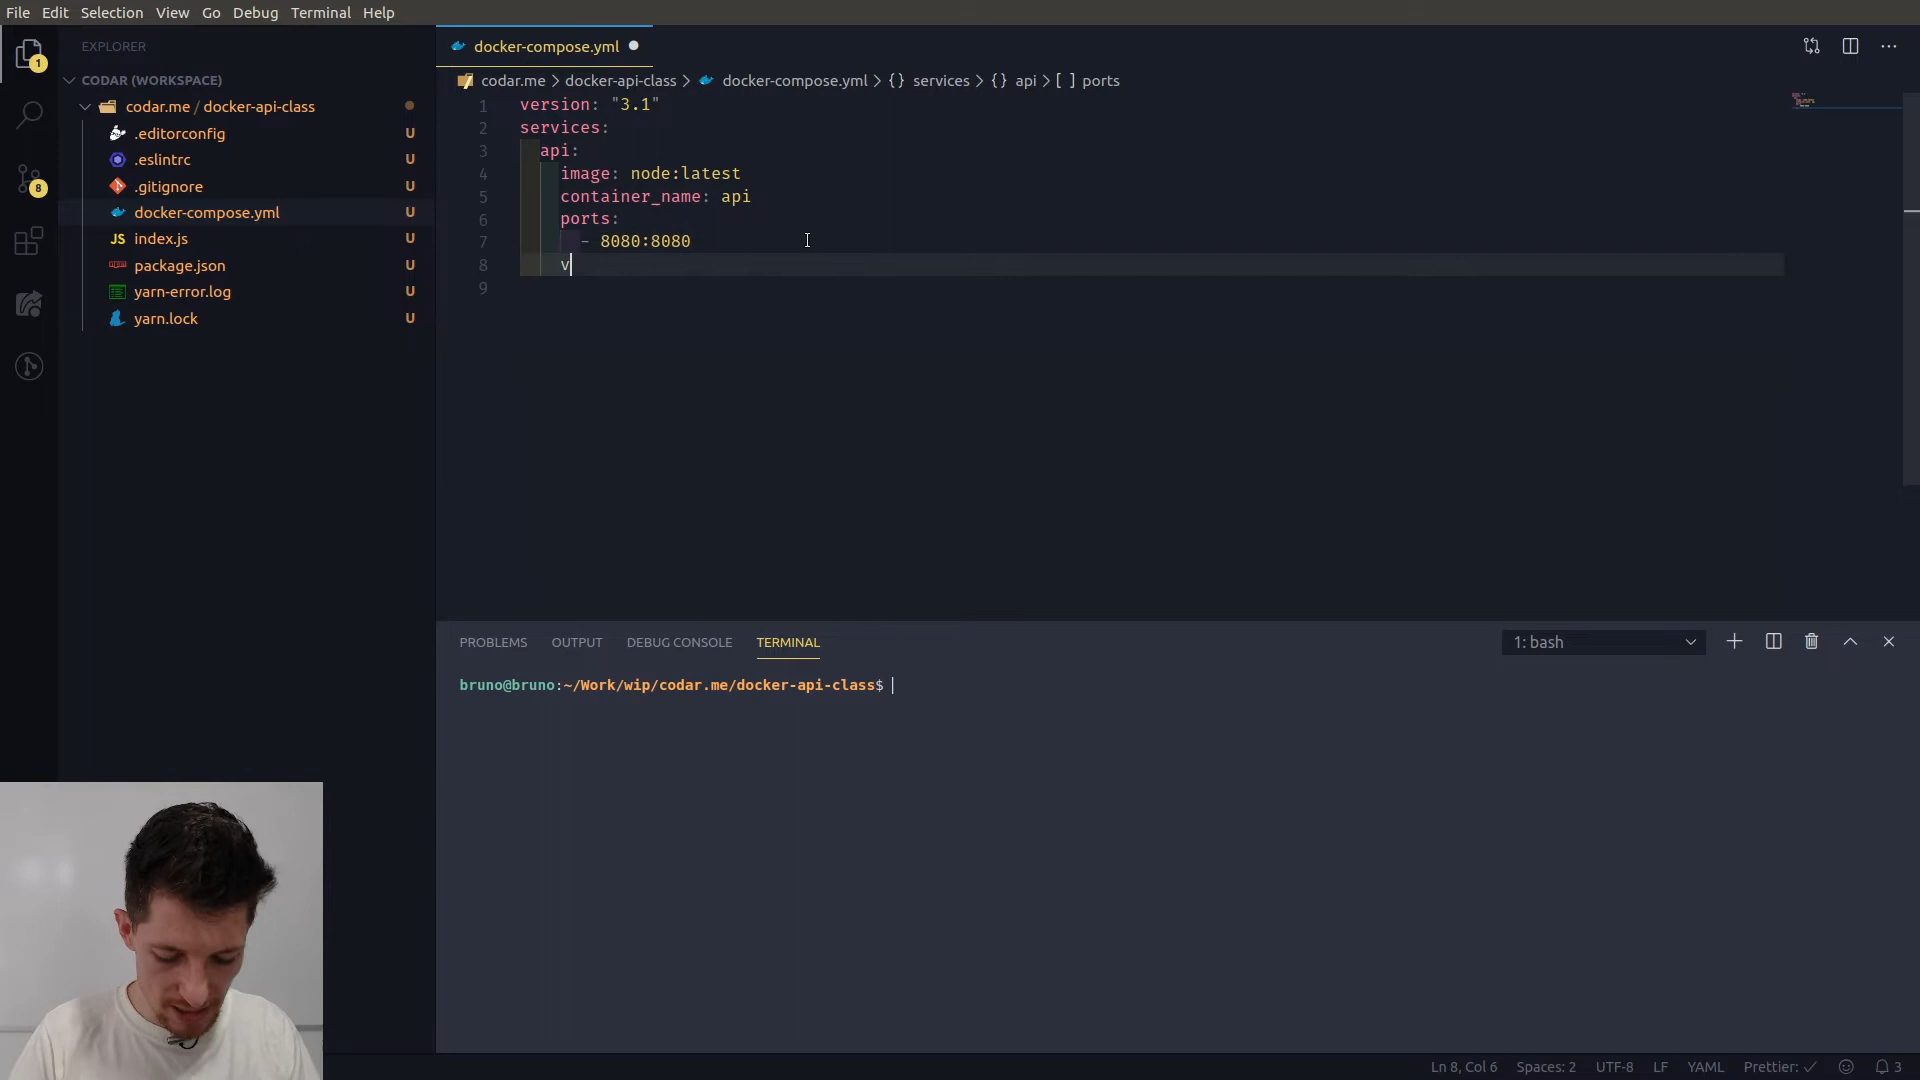 File Edit Selection View Go Debug Terminal Help
EXPLORER
CODAR (WORKSPACE)
codar.me / docker-api-class
.editorconfig U
.eslintrc U
.gitignore U
docker-compose.yml U
index.js U
package.json U
yarn-error.log U
yarn.lock U
1
8
docker-compose.yml
codar.me > docker-api-class > docker-compose.yml > {} services > {} api > [ ] ports
1 version: "3.1"
2 services:
3 api:
4 image: node:latest
5 container_name: api
6 ports:
7 - 8080:8080
8 v
9
PROBLEMS OUTPUT DEBUG CONSOLE TERMINAL
1: bash
bruno@bruno:~/Work/wip/codar.me/docker-api-class$
Ln 8, Col 6 Spaces: 2 UTF-8 LF YAML Prettier: ✓ 3